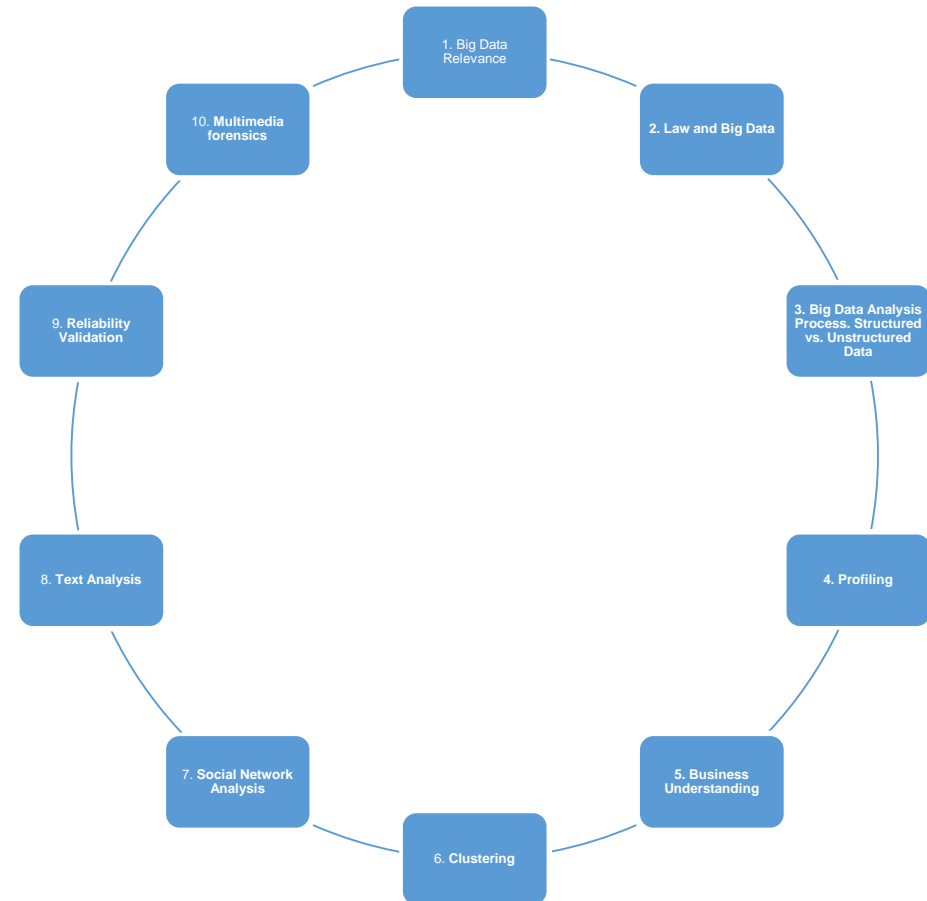 1. Big Data
Relevance
2. Law and Big Data
3. Big Data Analysis
Process. Structured
vs. Unstructured
Data
4. Profiling
5. Business
Understanding
6. Clustering
7. Social Network
Analysis
8. Text Analysis
9. Reliability
Validation
10. Multimedia
forensics